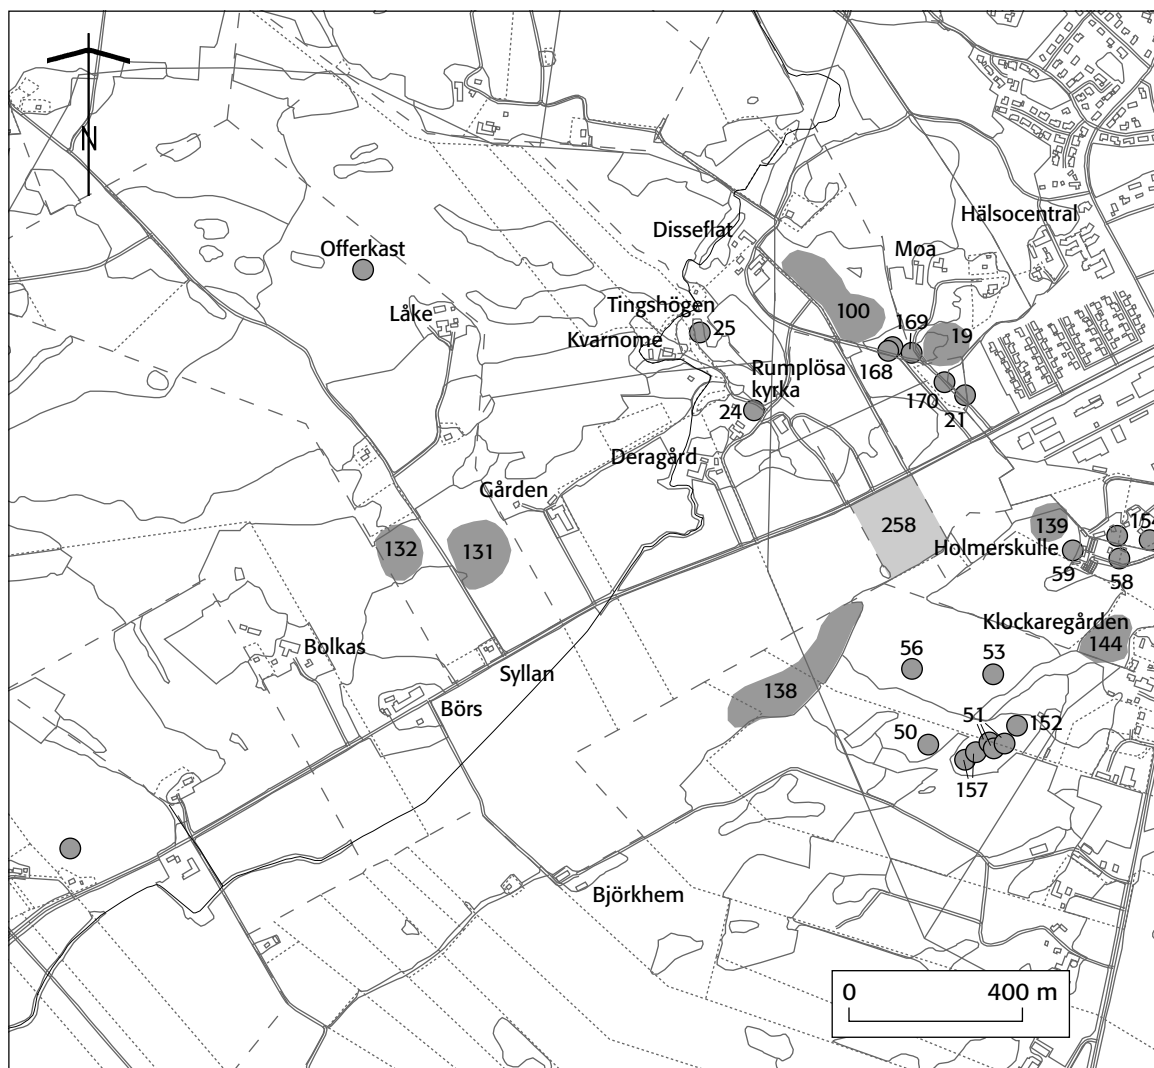 N
Disseflat
Hälsocentral
Offerkast
Moa
Låke
Tingshögen
100
169
25
19
Kvarnome
168
Rumplösa
kyrka
170
24
21
Deragård
Gården
258
139
154
132
131
Holmerskulle
59
58
Klockaregården
144
Bolkas
56
53
Syllan
138
Börs
51
152
50
157
Björkhem
0
400 m